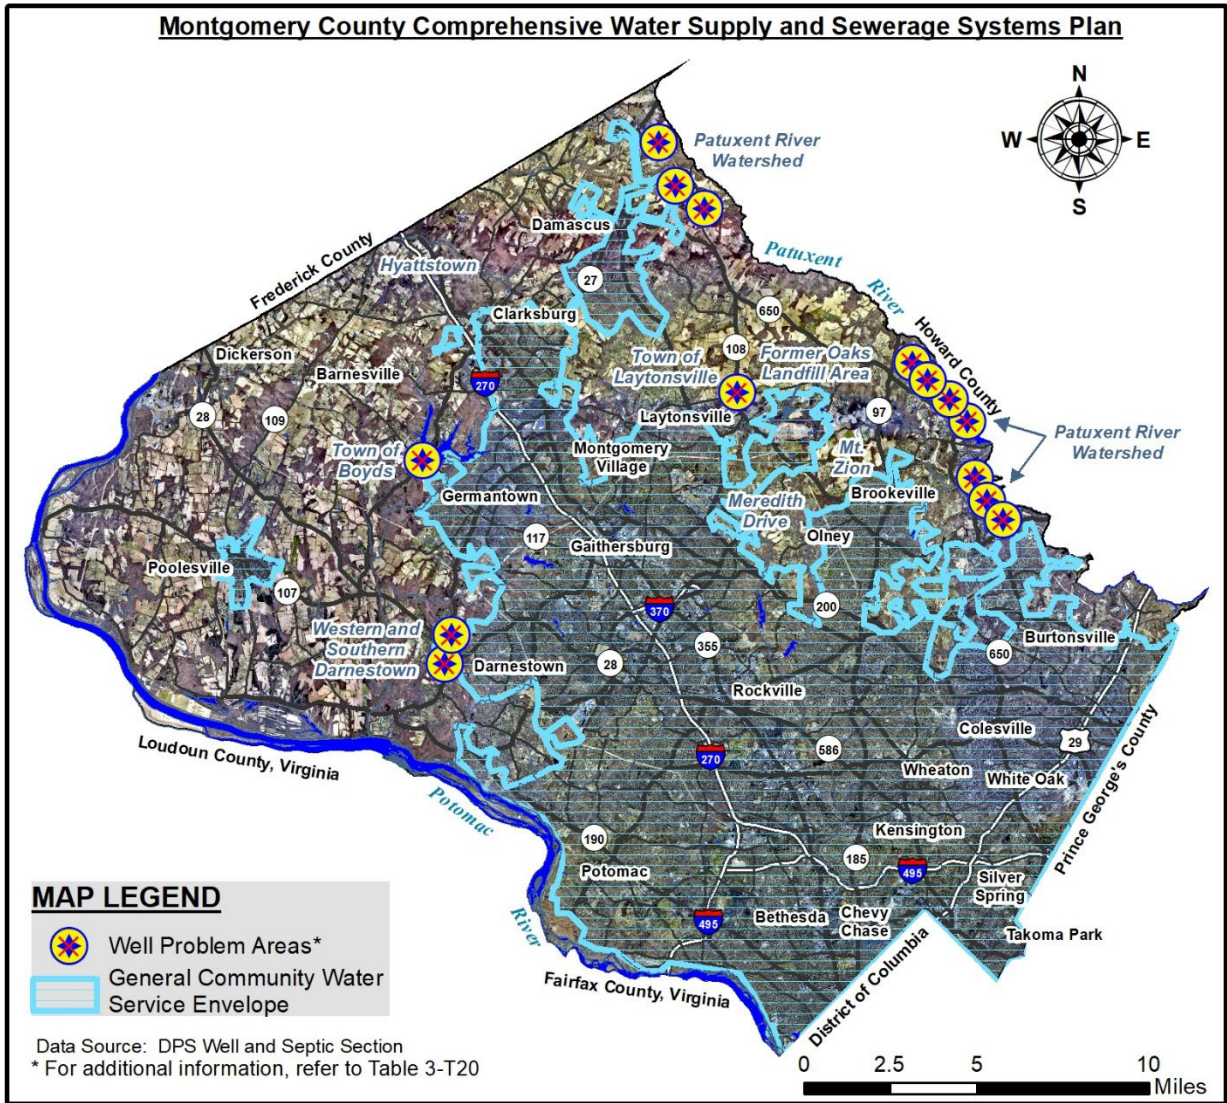 Montgomery County Comprehensive Water Supply and Sewerage Systems Plan
N
W
E
S
Patuxent River
Watershed
Damascus
Patuxent
River
Frederick County
Hyattstown
27
650
Clarksburg
Howard County
Dickerson
Barnesville
108
Town of
Laytonsville
Former Oaks
Landfill Area
270
Laytonsville
28
109
97
Patuxent River
Watershed
Town of
Boyds
Montgomery
Village
Mt.
Zion
Germantown
Brookeville
Meredith
Drive
117
Gaithersburg
Olney
Poolesville
107
370
200
Western and
Southern
Darnestown
Darnestown
28
355
650
Burtonsville
Rockville
Colesville
29
Loudoun County, Virginia
270
586
Wheaton
White Oak
Prince George's County
Potomac
River
190
Potomac
Kensington
185
495
Silver
Spring
495
Bethesda
Chevy
Chase
Takoma Park
Fairfax County, Virginia
District of Columbia
MAP LEGEND
Well Problem Areas*
General Community Water
Service Envelope
Data Source: DPS Well and Septic Section
* For additional information, refer to Table 3-T20
0
2.5
5
10
Miles